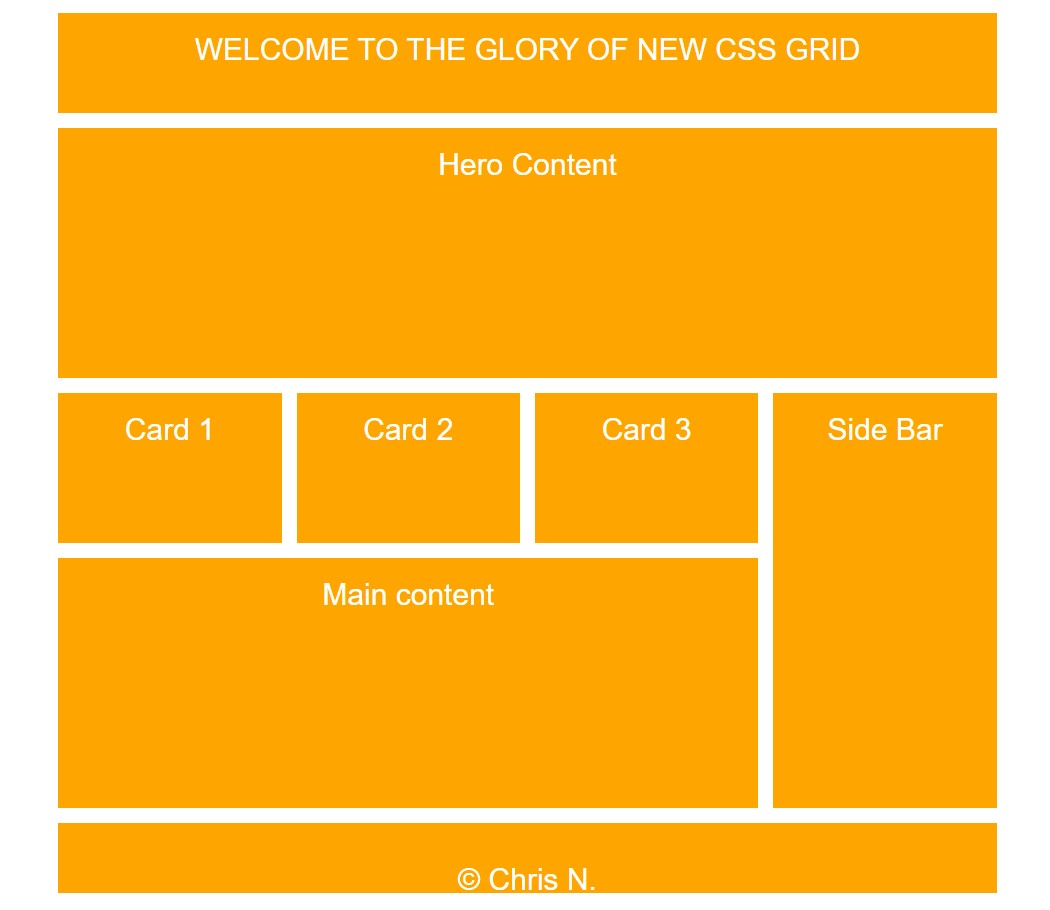 WELCOME TO THE GLORY OF NEW CSS GRID
Hero Content
Card 1
Card 2
Card 3
Side Bar
Main content
© Chris N.